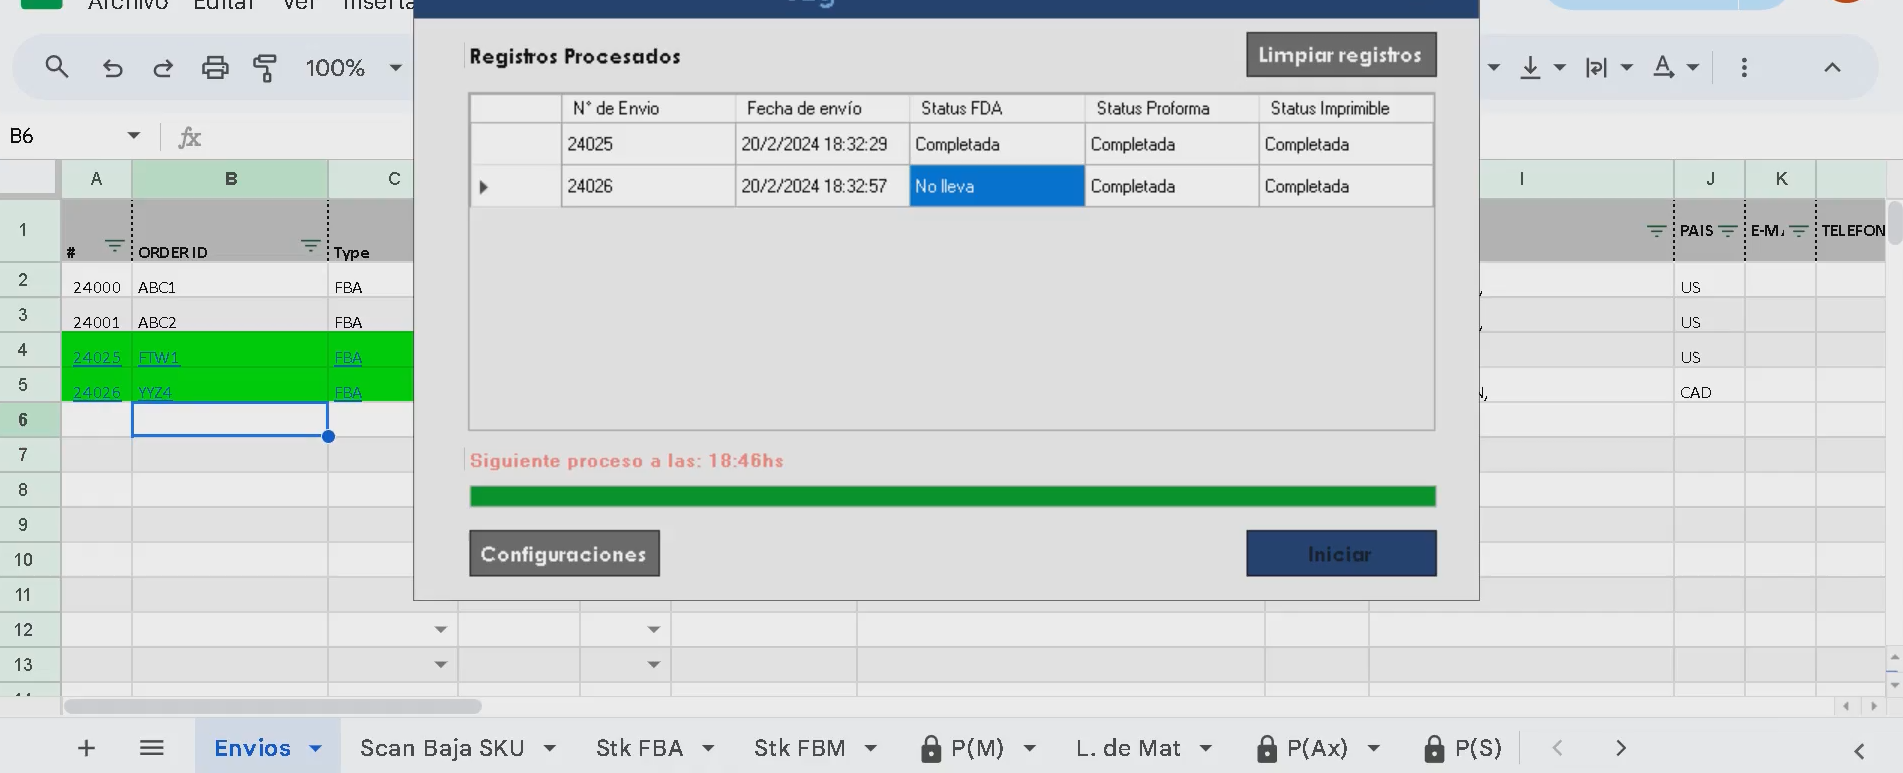 Archivo Editar Ver Inserta
100%
B6
fx
A B C I J K
# ORDER ID Type PAIS E-M. TELEFON
1
2 24000 ABC1 FBA US
3 24001 ABC2 FBA US
4 24025 FTW1 FBA US
5 24026 YYZ4 FBA CAD
6
7
8
9
10
11
12
13
Registros Procesados
Limpiar registros
N° de Envio Fecha de envío Status FDA Status Proforma Status Imprimible
24025 20/2/2024 18:32:29 Completada Completada Completada
24026 20/2/2024 18:32:57 No lleva Completada Completada
Siguiente proceso a las: 18:46hs
Configuraciones
Iniciar
Envios Scan Baja SKU Stk FBA Stk FBM P(M) L. de Mat P(Ax) P(S)